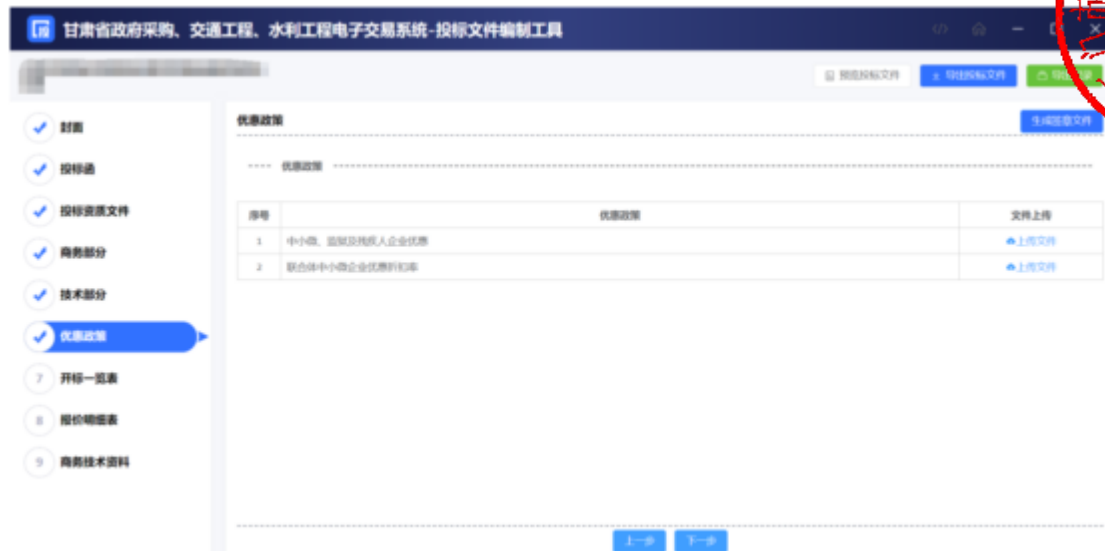 投 甘肃省政府采购、交通工程、水利工程电子交易系统-投标文件编制工具
预览投标文件 导出投标文件
优惠政策 生成签章文件
优惠政策
封面
投标函
投标资质文件
商务部分
技术部分
优惠政策
7 开标一览表
8 报价明细表
9 商务技术资料
序号 优惠政策 文件上传
1 中小微、监狱及残疾人企业优惠 上传文件
2 联合体中小微企业优惠折扣率 上传文件
上一步 下一步